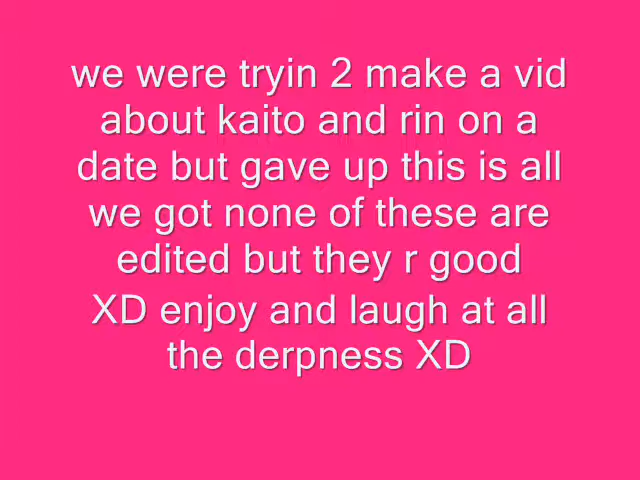 we were tryin 2 make a vid
about kaito and rin on a
date but gave up this is all
we got none of these are
edited but they r good
XD enjoy and laugh at all
the derpness XD